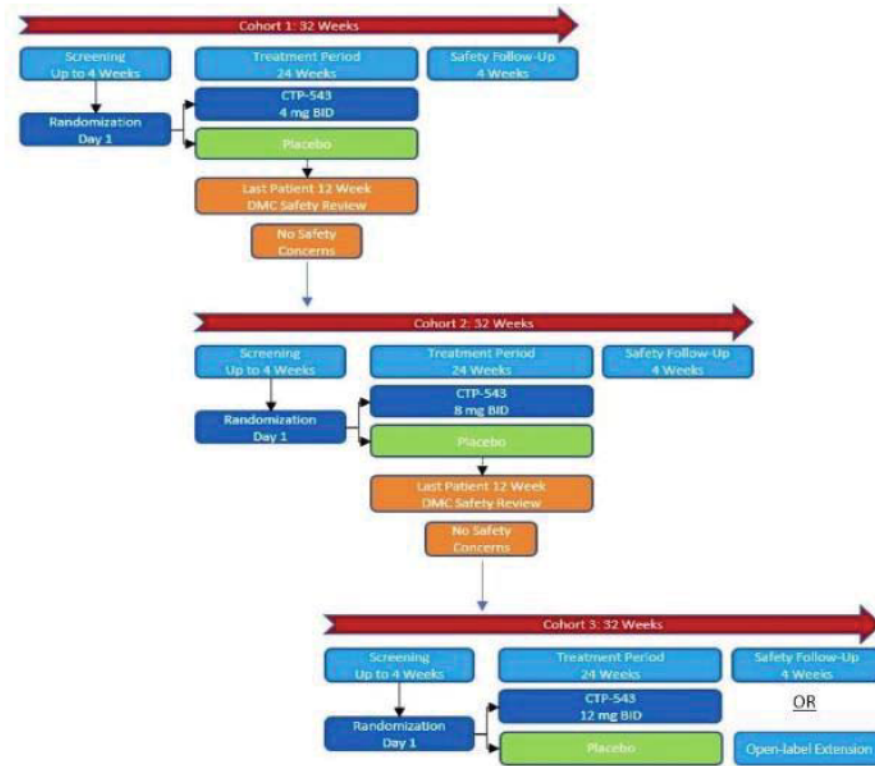 Cohort 1: 32 Weeks
Screening
Up to 4 Weeks
Treatment Period
24 Weeks
Safety Follow-Up
4 Weeks
CTP-543
4 mg BID
Randomization
Day 1
Placebo
Last Patient 12 Week
DMC Safety Review
No Safety
Concerns
Cohort 2: 32 Weeks
Screening
Up to 4 Weeks
Treatment Period
24 Weeks
Safety Follow-Up
4 Weeks
CTP-543
8 mg BID
Randomization
Day 1
Placebo
Last Patient 12 Week
DMC Safety Review
No Safety
Concerns
Cohort 3: 32 Weeks
Screening
Up to 4 Weeks
Treatment Period
24 Weeks
Safety Follow-Up
4 Weeks
CTP-543
12 mg BID
OR
Randomization
Day 1
Placebo
Open-label Extension